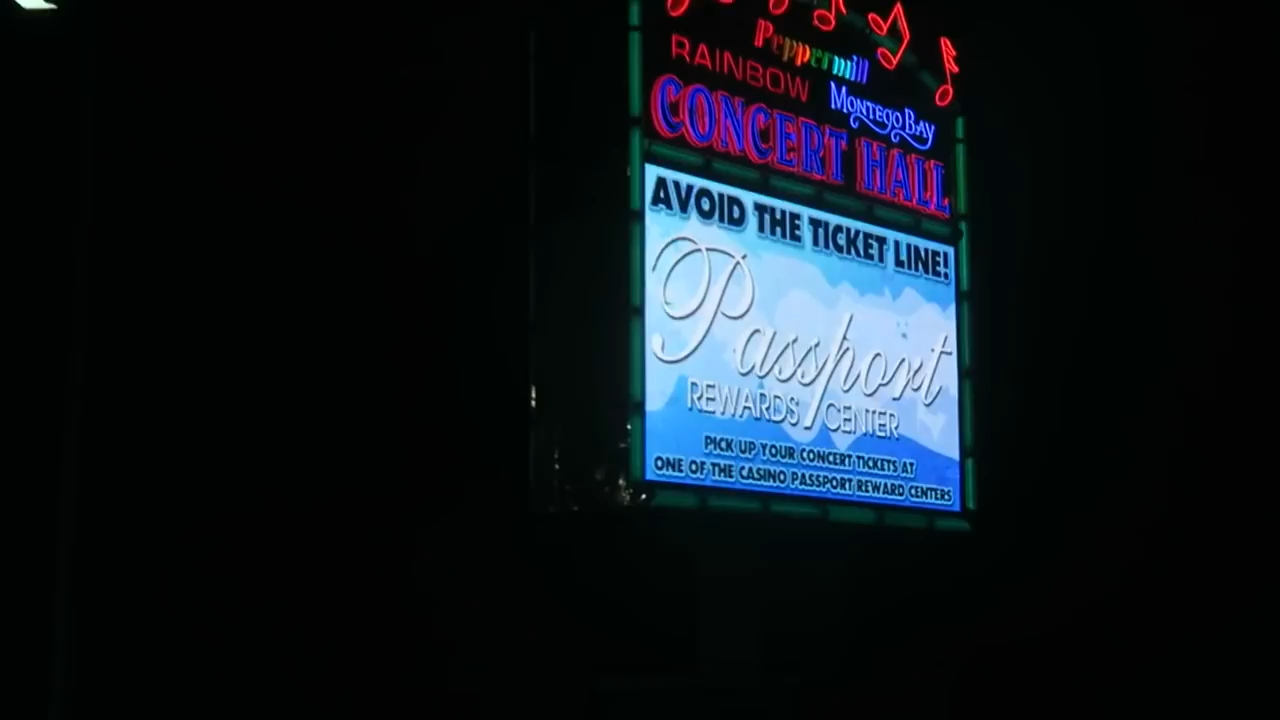 Peppermill
RAINBOW
MONTEGO BAY
CONCERT HALL
AVOID THE TICKET LINE!
Passport
REWARDS CENTER
PICK UP YOUR CONCERT TICKETS AT
ONE OF THE CASINO PASSPORT REWARD CENTERS